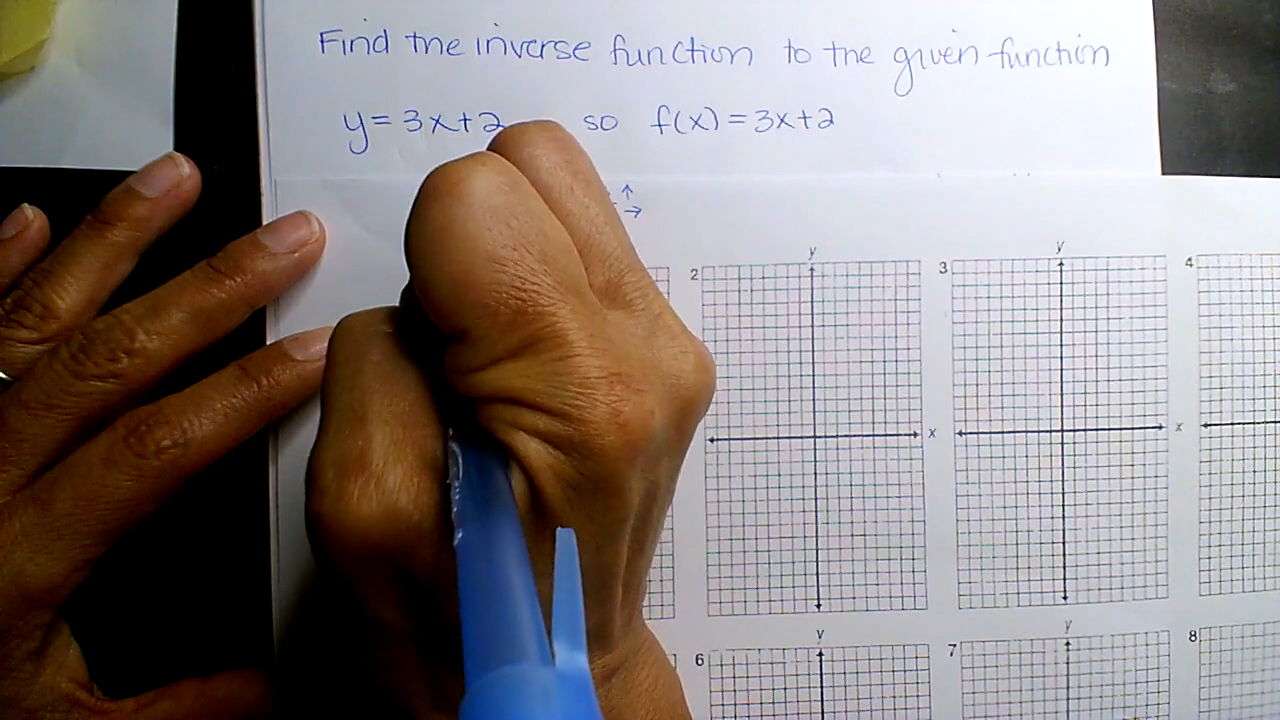 Find the inverse function to the given function
y=3x+2 so f(x)=3x+2
↑
→
2 y x
3 y x
4
6 y
7 y
8